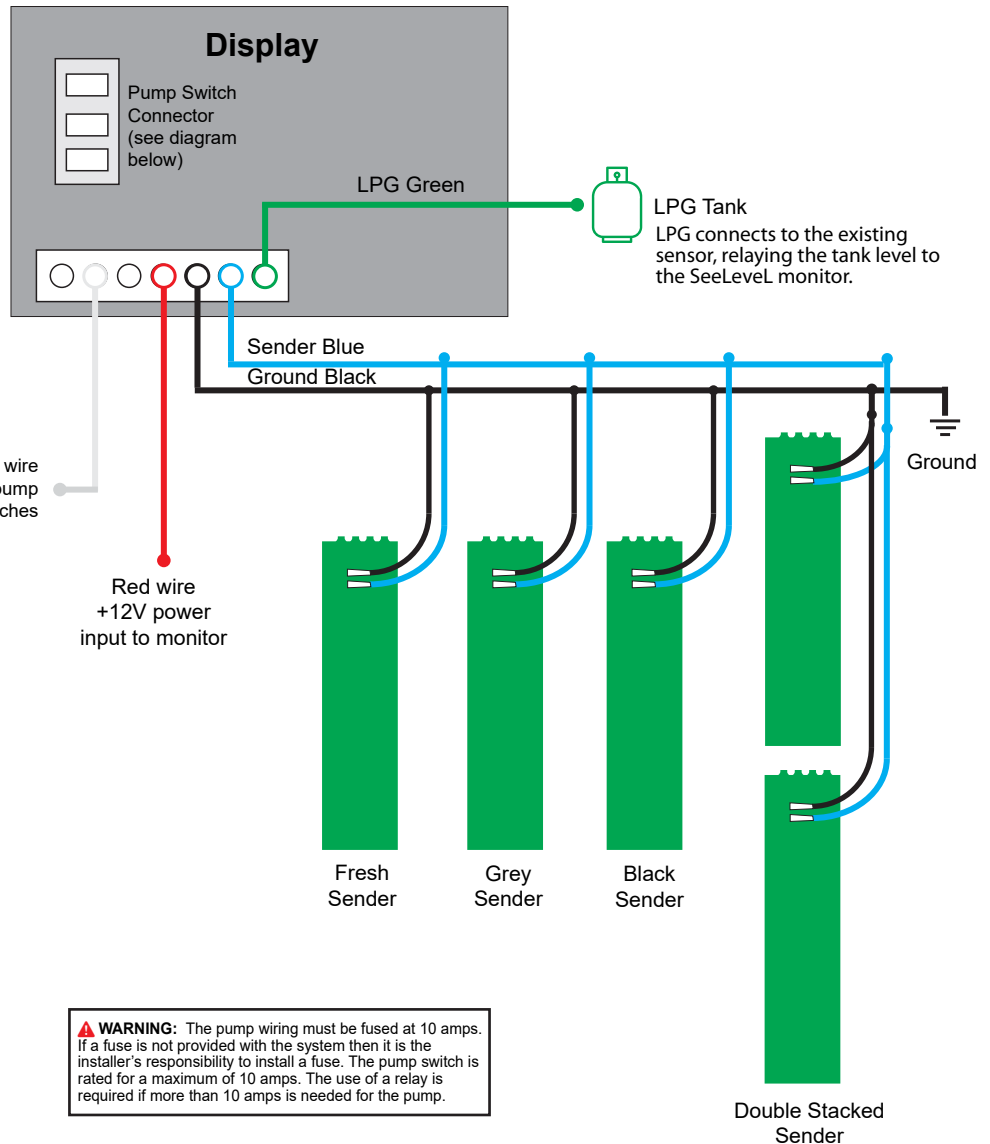 Display
Pump Switch
Connector
(see diagram
below)
LPG Green
LPG Tank
LPG connects to the existing
sensor, relaying the tank level to
the SeeLeveL monitor.
Sender Blue
Ground Black
Ground
wire
Red wire
+12V power
input to monitor
Fresh
Sender
Grey
Sender
Black
Sender
WARNING: The pump wiring must be fused at 10 amps.
If a fuse is not provided with the system then it is the
installer's responsibility to install a fuse. The pump switch is
rated for a maximum of 10 amps. The use of a relay is
required if more than 10 amps is needed for the pump.
Double Stacked
Sender